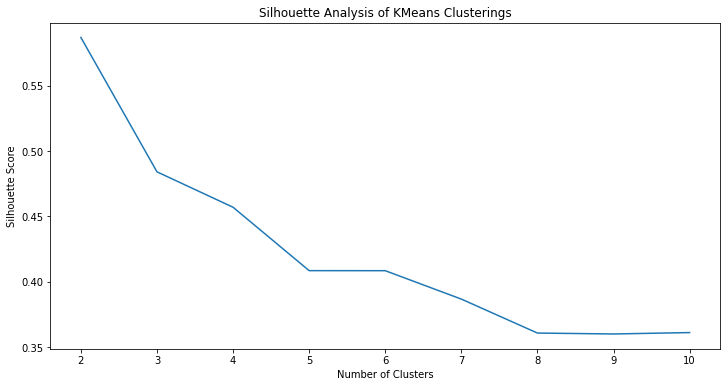 Silhouette Analysis of KMeans Clusterings
0.55
0.50
0.45
0.40
0.35
Silhouette Score
2 3 4 5 6 7 8 9 10
Number of Clusters